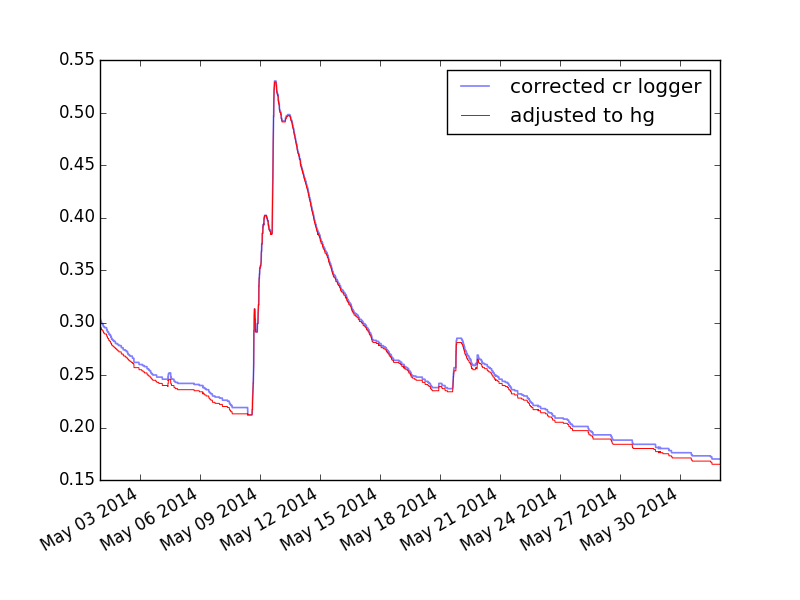 0.55
corrected cr logger
adjusted to hg
0.50
0.45
0.40
0.35
0.30
0.25
0.20
0.15
May 03 2014
May 06 2014
May 09 2014
May 12 2014
May 15 2014
May 18 2014
May 21 2014
May 24 2014
May 27 2014
May 30 2014